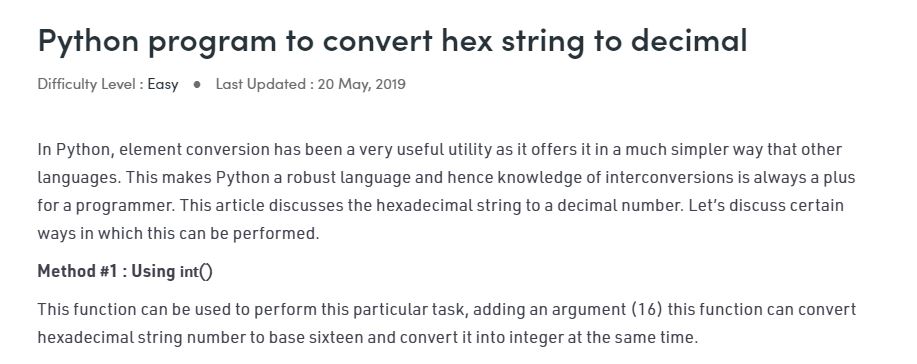 Python program to convert hex string to decimal
Difficulty Level : Easy ● Last Updated : 20 May, 2019
In Python, element conversion has been a very useful utility as it offers it in a much simpler way that other
languages. This makes Python a robust language and hence knowledge of interconversions is always a plus
for a programmer. This article discusses the hexadecimal string to a decimal number. Let’s discuss certain
ways in which this can be performed.
Method #1 : Using int()
This function can be used to perform this particular task, adding an argument (16) this function can convert
hexadecimal string number to base sixteen and convert it into integer at the same time.